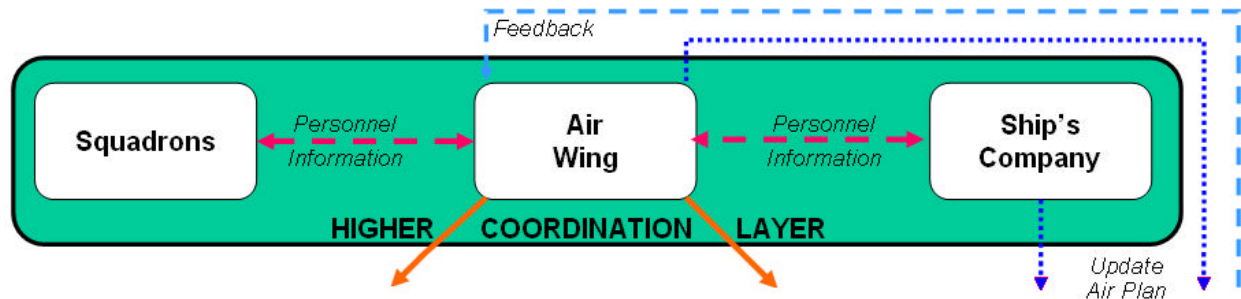 Feedback
Squadrons
Personnel
Information
Air
Wing
Personnel
Information
Ship's
Company
HIGHER COORDINATION LAYER
Update
Air Plan